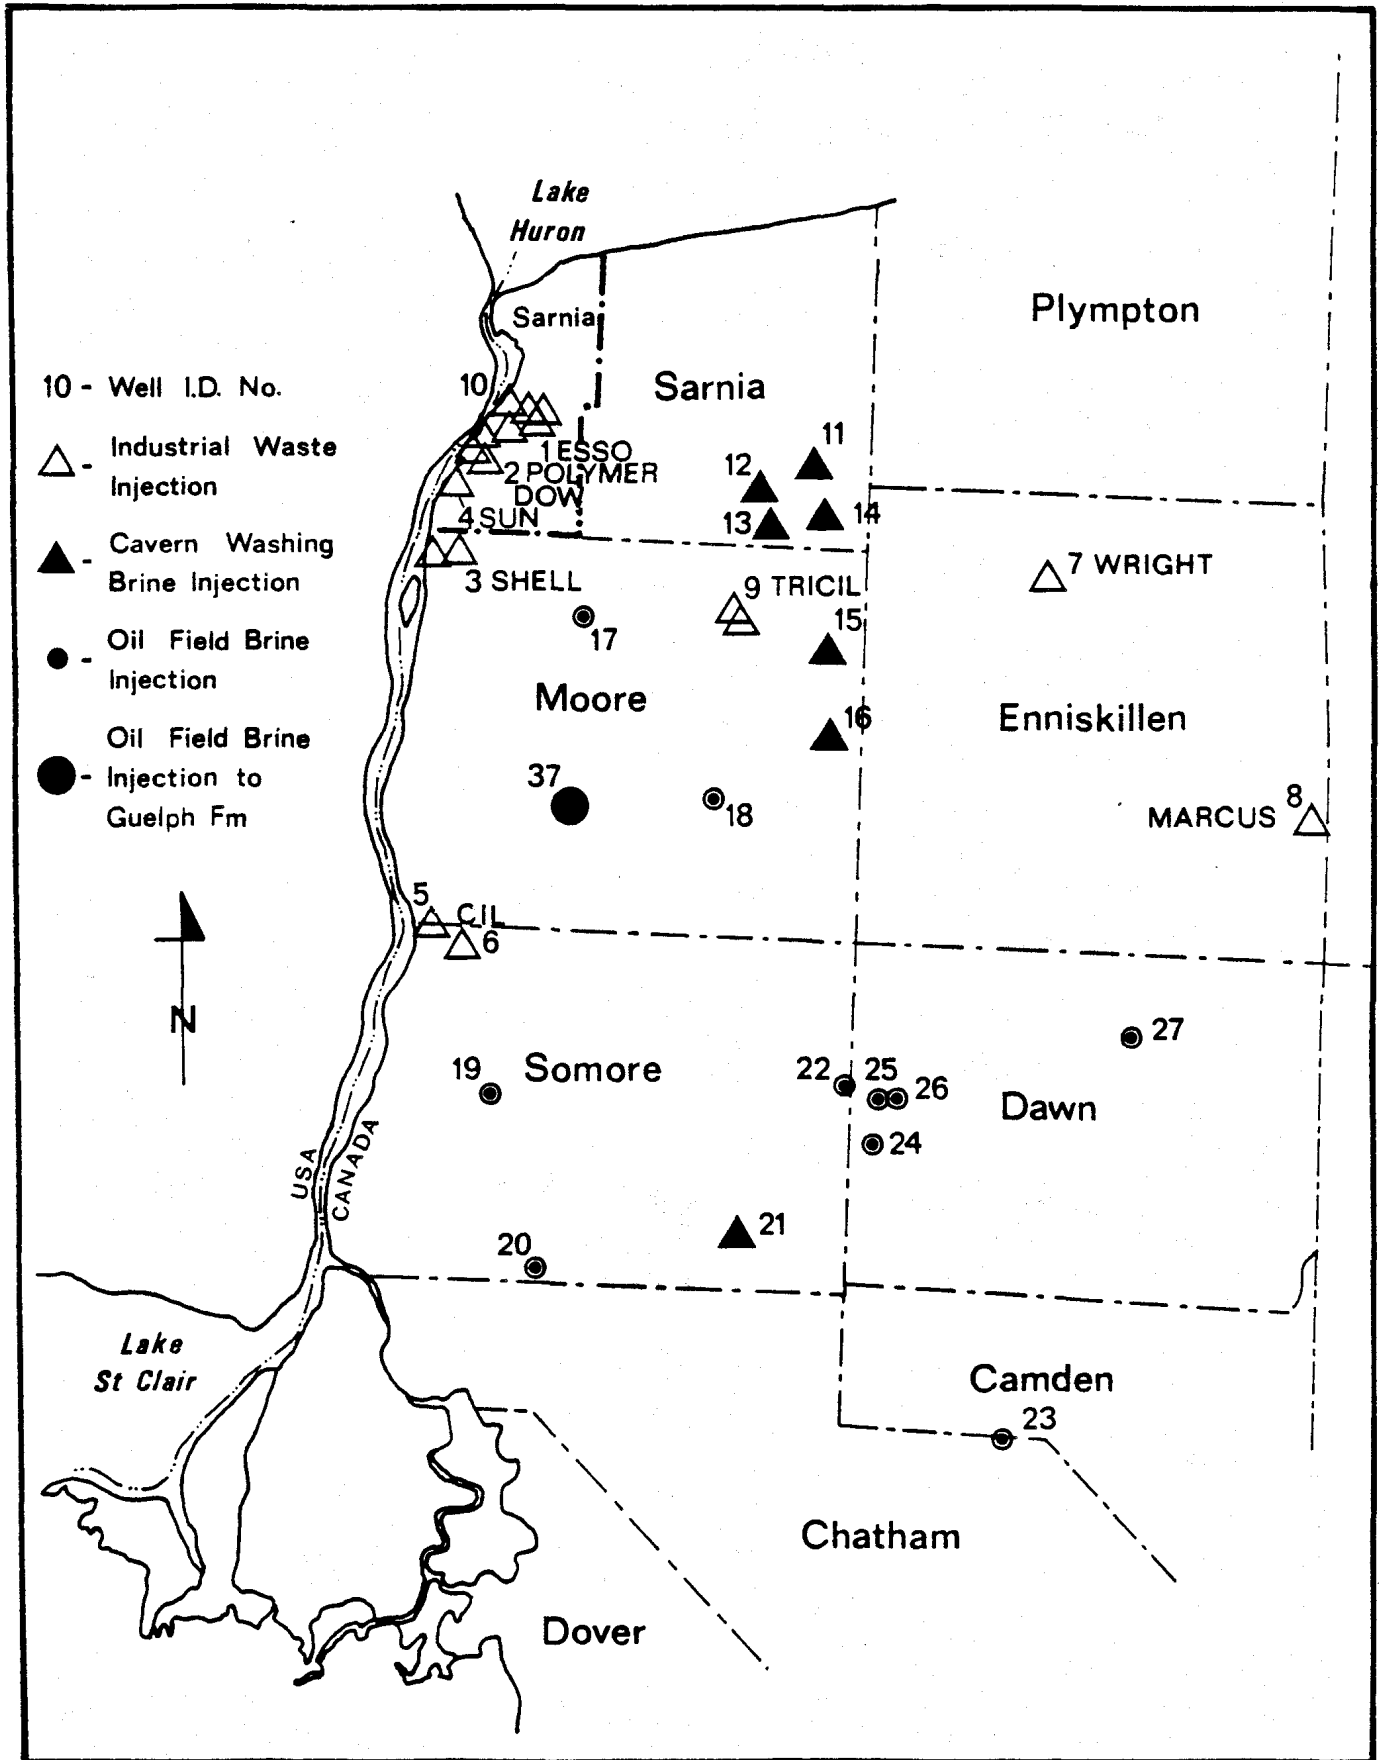 Lake
Huron
Sarnia
Plympton
10 - Well I.D. No.
Industrial Waste
Injection
Cavern Washing
Brine Injection
Oil Field Brine
Injection
Oil Field Brine
Injection to
Guelph Fm
N
10
Sarnia
1 ESSO
2 POLYMER
DOW
4 SUN
3 SHELL
11
12
13
14
7 WRIGHT
9 TRICIL
15
17
Moore
16
Enniskillen
37
18
8
MARCUS
5
CIL
6
27
19
Somore
22
25
26
Dawn
24
USA
CANADA
21
20
Lake
St Clair
Camden
23
Chatham
Dover